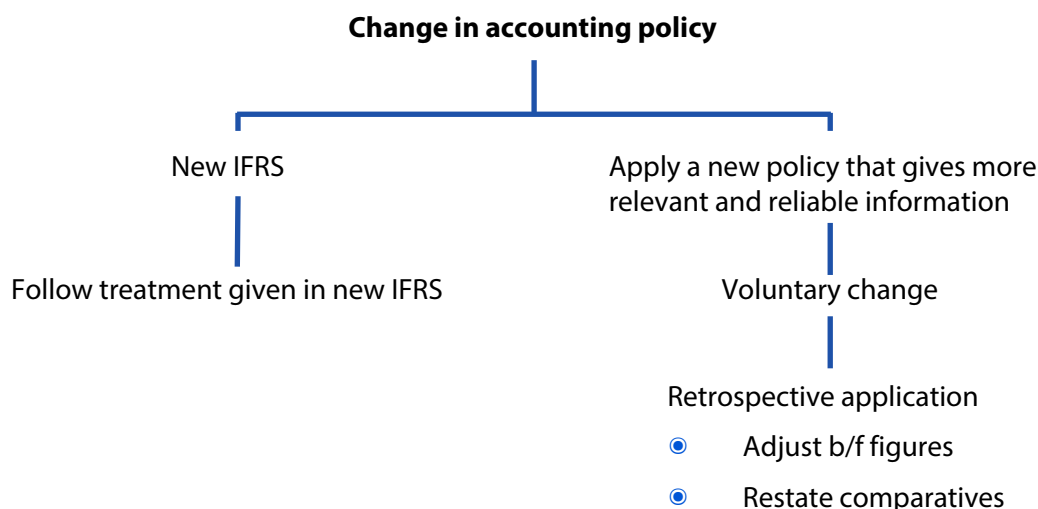 Change in accounting policy
New IFRS
Apply a new policy that gives more
relevant and reliable information
Follow treatment given in new IFRS
Voluntary change
Retrospective application
Adjust b/f figures
Restate comparatives